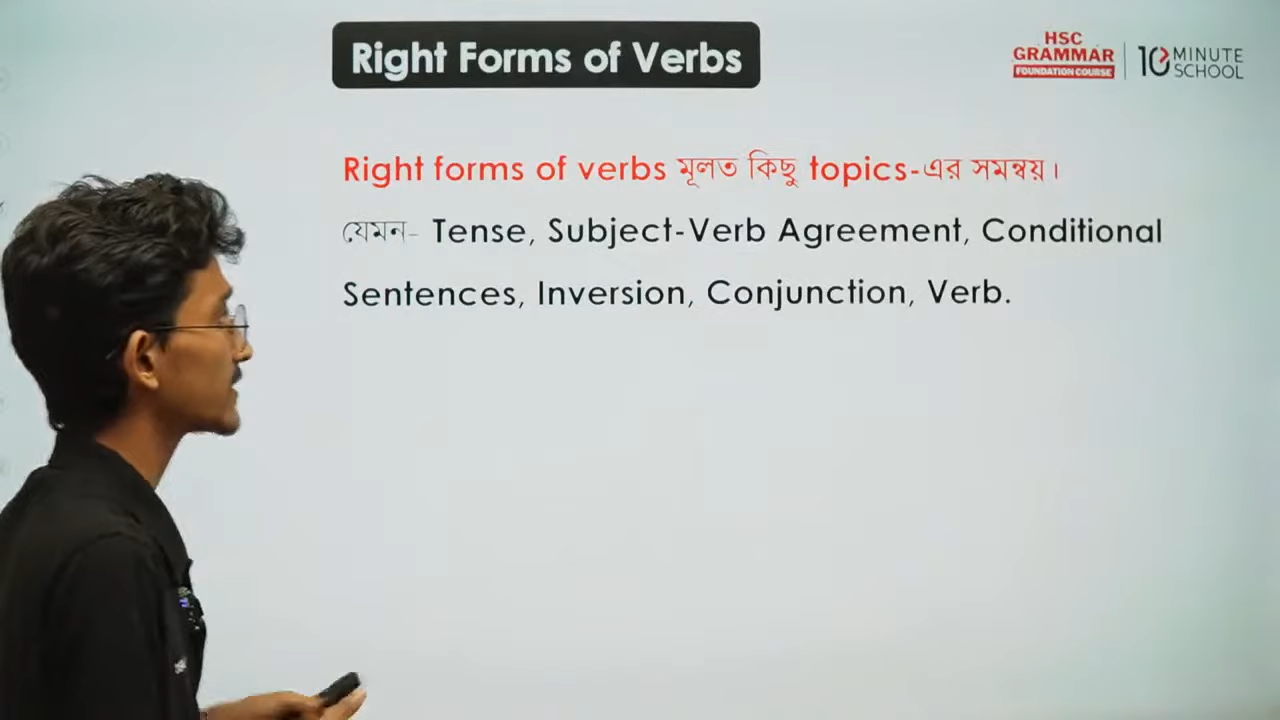 Right Forms of Verbs
HSC
GRAMMAR
FOUNDATION COURSE
10 MINUTE
SCHOOL
Right forms of verbs মূলত কিছু topics-এর সমন্বয়।
যেমন- Tense, Subject-Verb Agreement, Conditional
Sentences, Inversion, Conjunction, Verb.